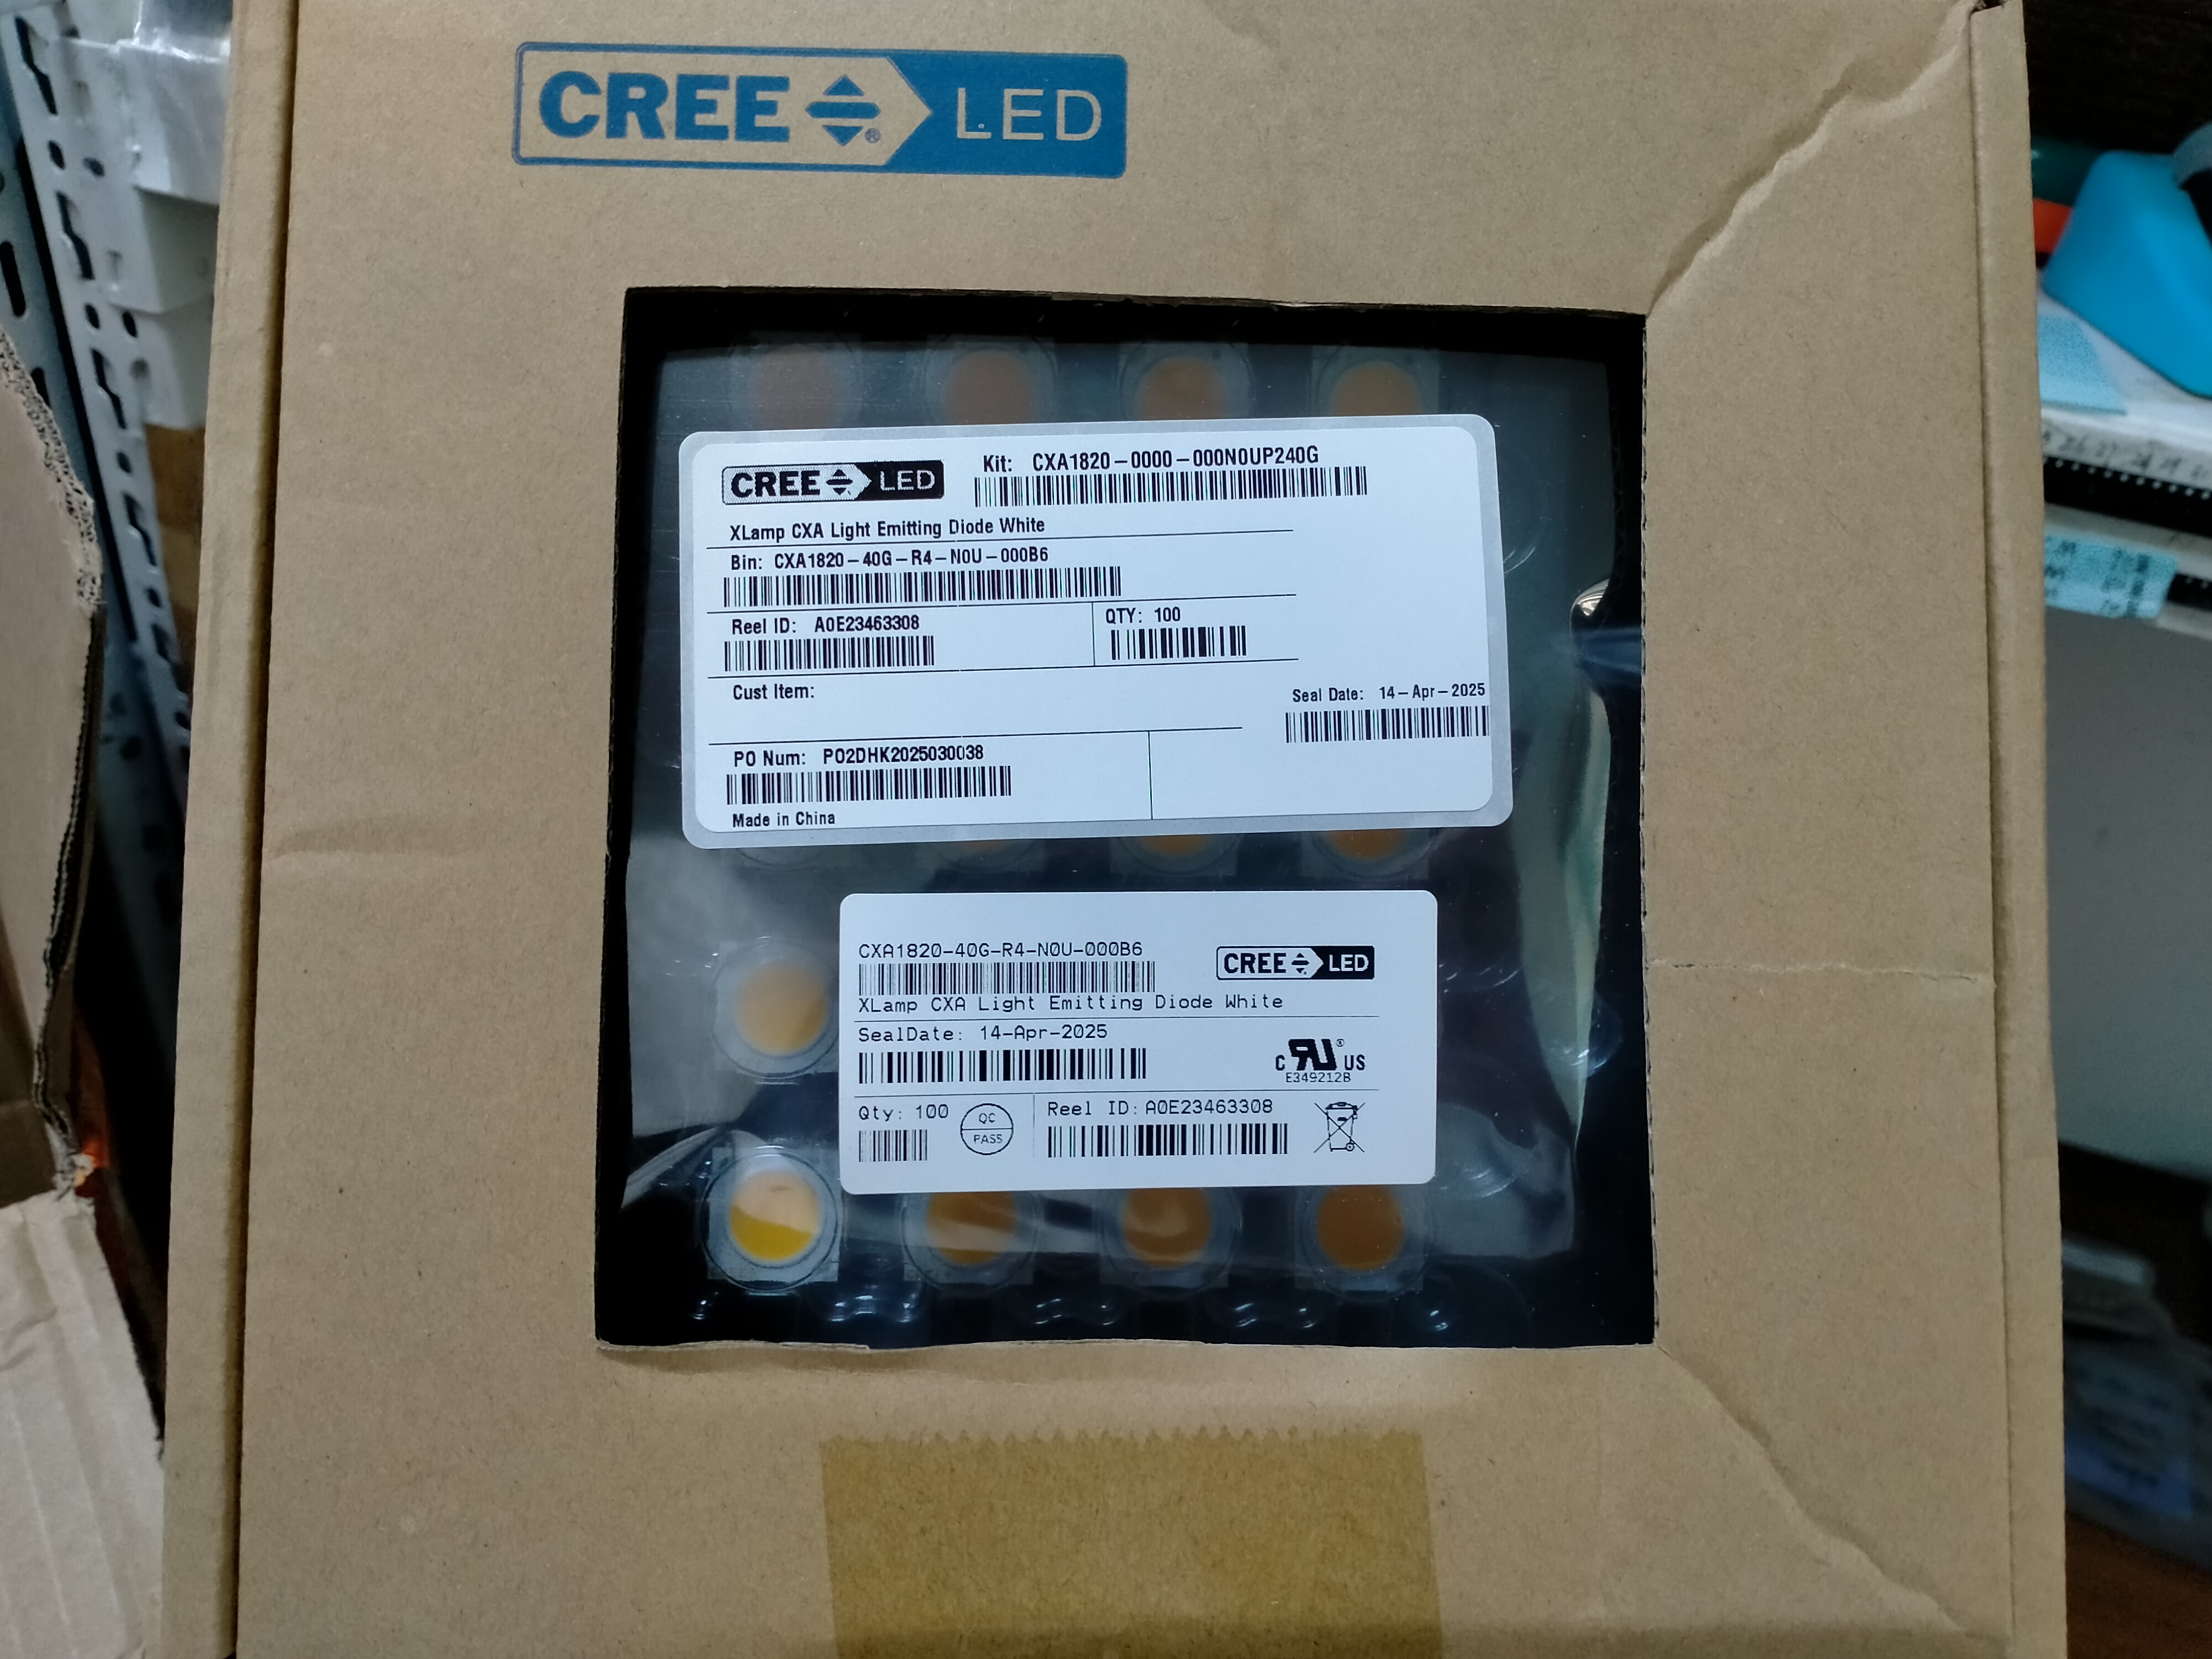 CREE LED
CREE LED
Kit: CXA1820-0000-000N0UP240G
XLamp CXA Light Emitting Diode White
Bin: CXA1820-40G-R4-N0U-000B6
Reel ID: A0E23463308
QTY: 100
Cust Item:
Seal Date: 14-Apr-2025
PO Num: PO2DHK2025030038
Made in China
CXA1820-40G-R4-N0U-000B6
CREE LED
XLamp CXA Light Emitting Diode White
SealDate: 14-Apr-2025
C RU ® US
E349212B
Qty: 100
QC
PASS
Reel ID: A0E23463308